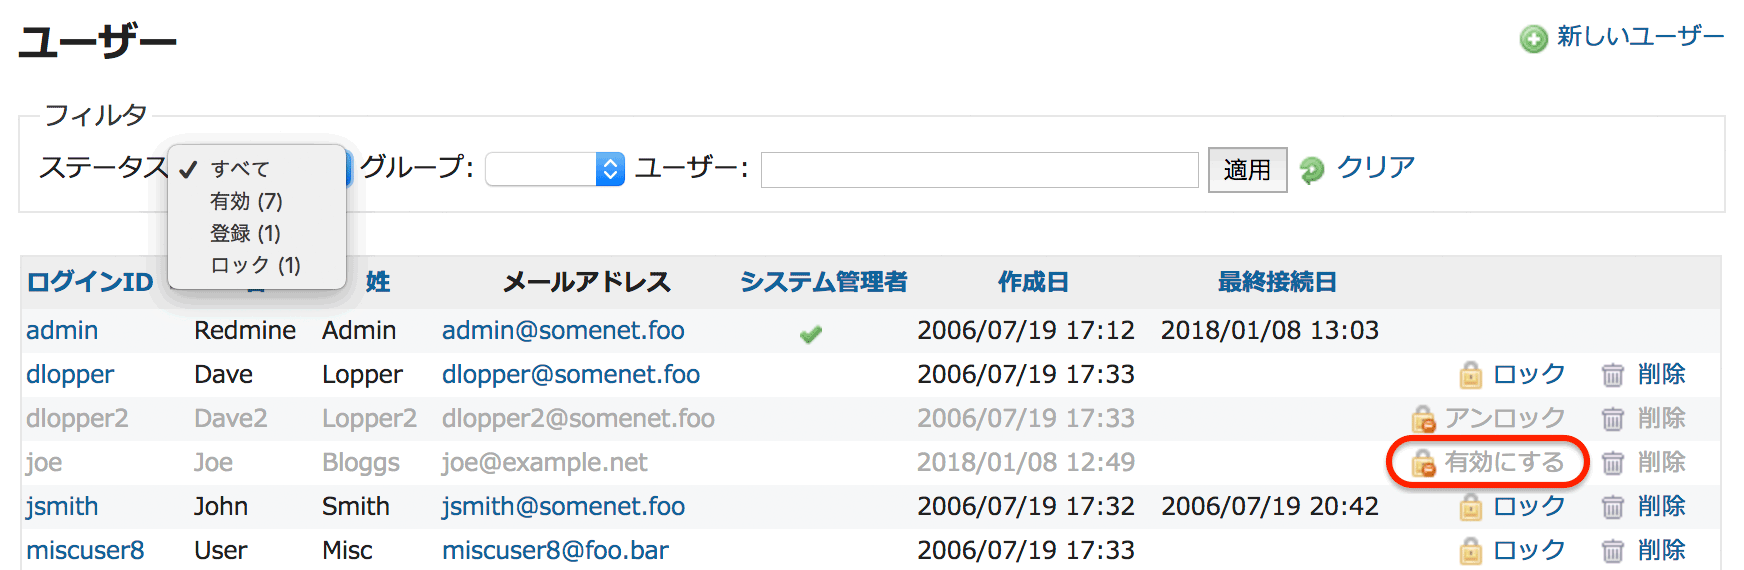 ユーザー
新しいユーザー
フィルタ
ステータス すべて グループ: ユーザー: 適用 クリア
有効 (7)
登録 (1)
ロック (1)
ログインID 姓 メールアドレス システム管理者 作成日 最終接続日
admin Redmine Admin admin@somenet.foo 2006/07/19 17:12 2018/01/08 13:03
dlopper Dave Lopper dlopper@somenet.foo 2006/07/19 17:33 ロック 削除
dlopper2 Dave2 Lopper2 dlopper2@somenet.foo 2006/07/19 17:33 アンロック 削除
joe Joe Bloggs joe@example.net 2018/01/08 12:49 有効にする 削除
jsmith John Smith jsmith@somenet.foo 2006/07/19 17:32 2006/07/19 20:42 ロック 削除
miscuser8 User Misc miscuser8@foo.bar 2006/07/19 17:33 ロック 削除